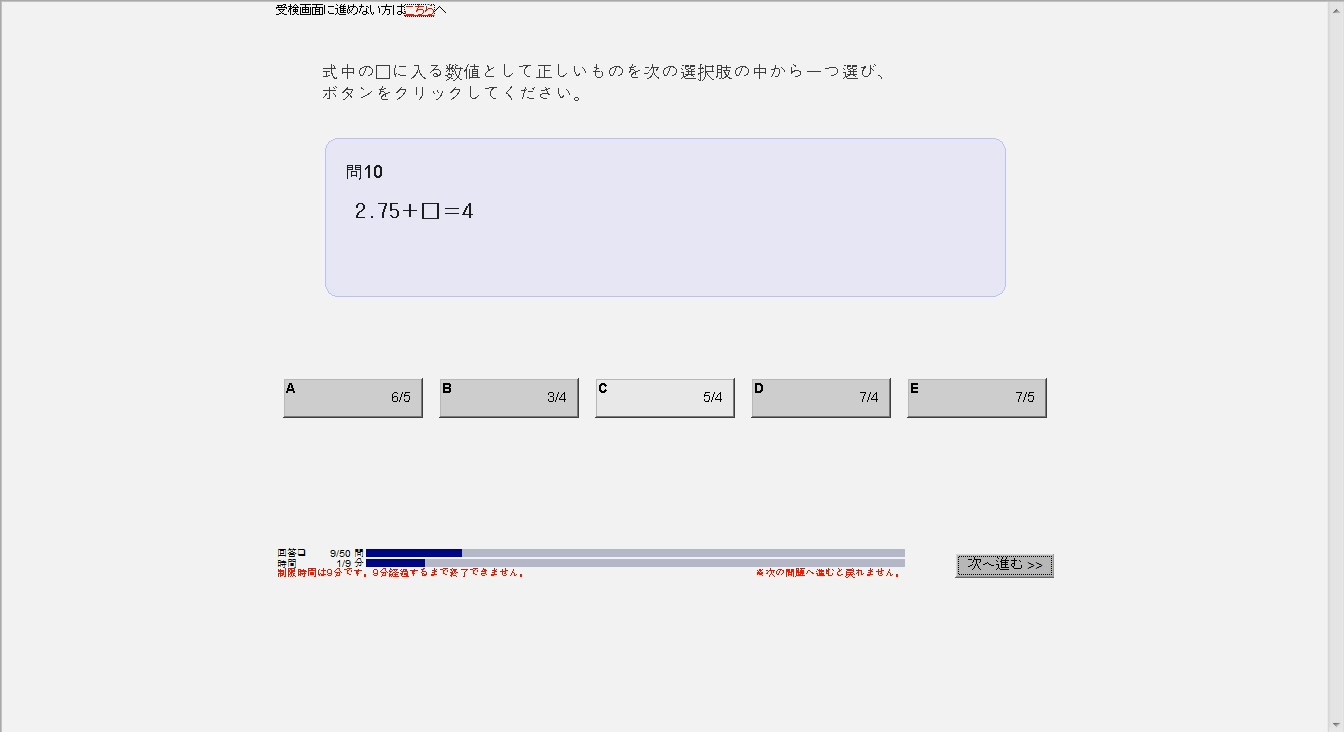 受検画面に進めない方はこちらへ
式中の□に入る数値として正しいものを次の選択肢の中から一つ選び、
ボタンをクリックしてください。
問10
2.75＋□＝4
A 6/5
B 3/4
C 5/4
D 7/4
E 7/5
回答□ 9/50 問
時間 1/9 分
制限時間は9分です。9分経過するまで終了できません。
※次の問題へ進むと戻れません。
次へ進む >>